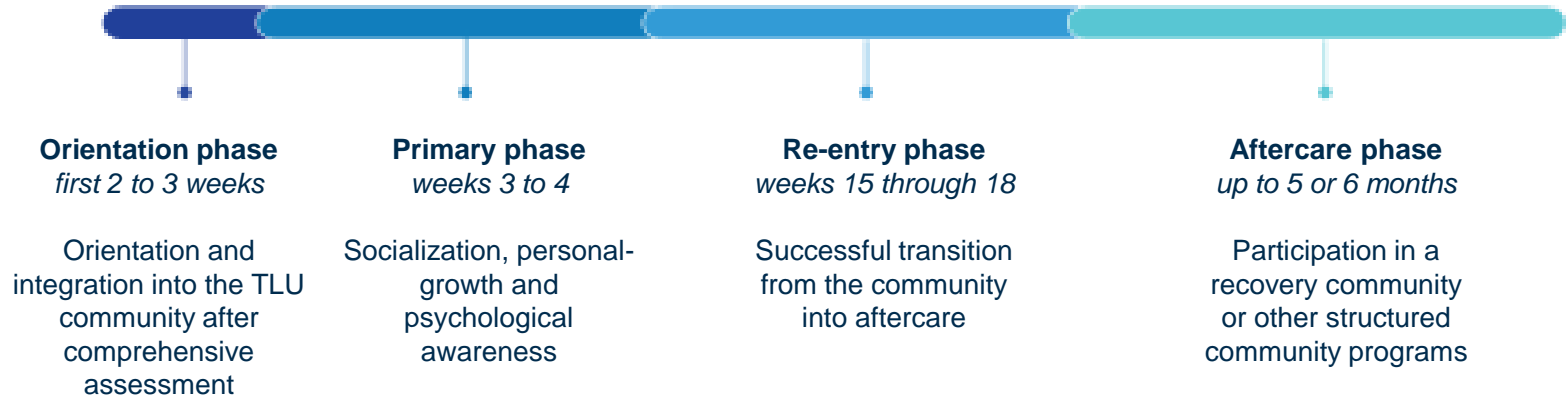 Orientation phase
first 2 to 3 weeks
Orientation and
integration into the TLU
community after
comprehensive
assessment
Primary phase
weeks 3 to 4
Socialization, personal-
growth and
psychological
awareness
Re-entry phase
weeks 15 through 18
Successful transition
from the community
into aftercare
Aftercare phase
up to 5 or 6 months
Participation in a
recovery community
or other structured
community programs